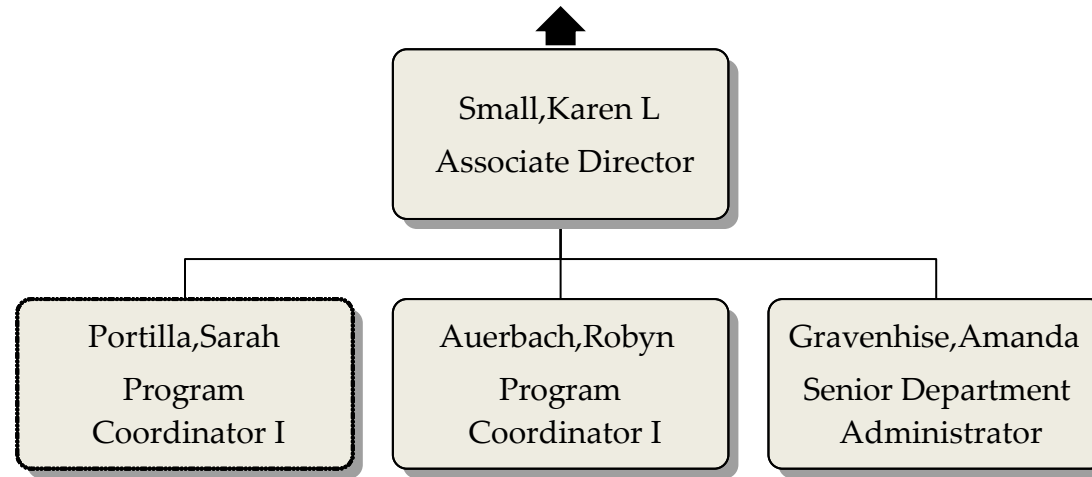 Small,Karen L
Associate Director
Portilla,Sarah
Program
Coordinator I
Auerbach,Robyn
Program
Coordinator I
Gravenhise,Amanda
Senior Department
Administrator